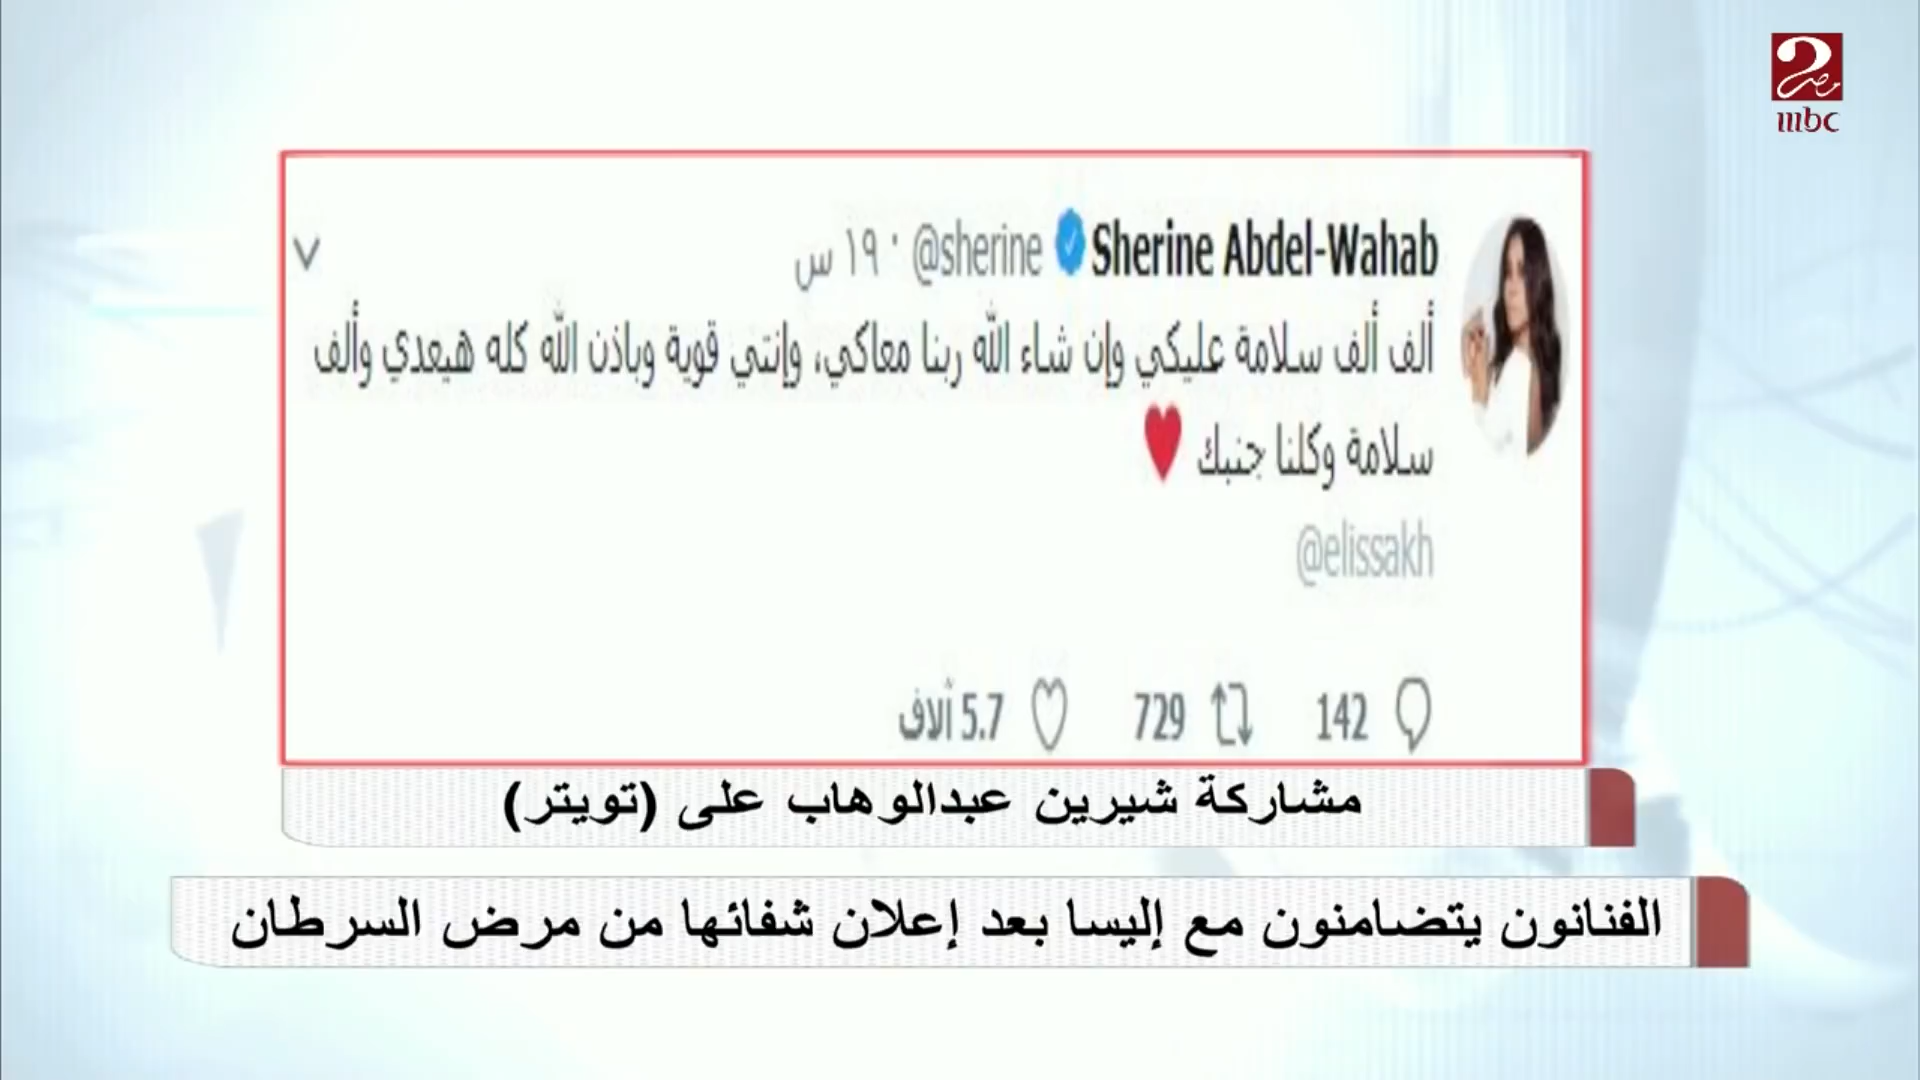 مصر
mbc
Sherine Abdel-Wahab @sherine · ١٩ س
ألف ألف سلامة عليكي وإن شاء الله ربنا معاكي، وإنتي قوية وباذن الله كله هيعدي وألف
سلامة وكلنا جنبك ♥
@elissakh
142 729 5.7 آلاف
مشاركة شيرين عبدالوهاب على (تويتر)
الفنانون يتضامنون مع إليسا بعد إعلان شفائها من مرض السرطان